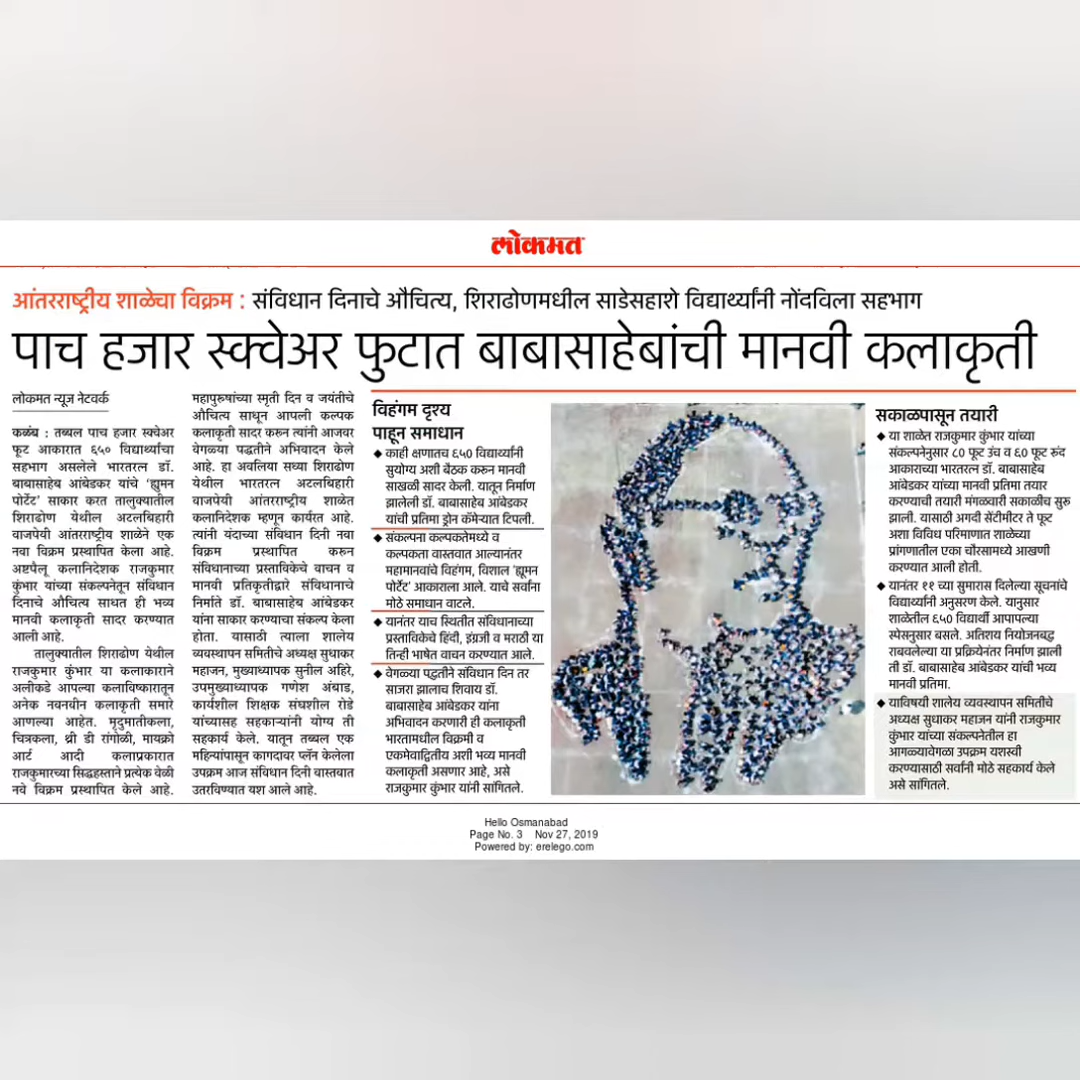 लोकमत
आंतरराष्ट्रीय शाळेचा विक्रम : संविधान दिनाचे औचित्य, शिराढोणमधील साडेसहाशे विद्यार्थ्यांनी नोंदविला सहभाग
पाच हजार स्क्वेअर फुटात बाबासाहेबांची मानवी कलाकृती
लोकमत न्यूज नेटवर्क
कळंब : तब्बल पाच हजार स्क्वेअर
फूट आकारात ६५० विद्यार्थ्यांचा
सहभाग असलेले भारतरत्न डॉ.
बाबासाहेब आंबेडकर यांचे 'ह्युमन
पोर्टेट' साकार करत तालुक्यातील
शिराढोण येथील अटलबिहारी
वाजपेयी आंतरराष्ट्रीय शाळेने एक
नवा विक्रम प्रस्थापित केला आहे.
अष्टपैलू कलानिदेशक राजकुमार
कुंभार यांच्या संकल्पनेतून संविधान
दिनाचे औचित्य साधत ही भव्य
मानवी कलाकृती सादर करण्यात
आली आहे.
तालुक्यातील शिराढोण येथील
राजकुमार कुंभार या कलाकाराने
अलीकडे आपल्या कलाविष्कारातून
अनेक नवनवीन कलाकृती समारे
आणल्या आहेत. मृदुमातीकला,
चित्रकला, थ्री डी रांगोळी, मायक्रो
आर्ट आदी कलाप्रकारात
राजकुमारच्या सिद्धहस्ताने प्रत्येक वेळी
नवे विक्रम प्रस्थापित केले आहे.
महापुरुषांच्या स्मृती दिन व जयंतीचे
औचित्य साधून आपली कल्पक
कलाकृती सादर करून त्यांनी आजवर
वेगळ्या पद्धतीने अभिवादन केले
आहे. हा अवलिया सध्या शिराढोण
येथील भारतरत्न अटलबिहारी
वाजपेयी आंतरराष्ट्रीय शाळेत
कलानिदेशक म्हणून कार्यरत आहे.
त्यांनी यंदाच्या संविधान दिनी नवा
विक्रम प्रस्थापित करून
संविधानाच्या प्रस्ताविकेचे वाचन व
मानवी प्रतिकृतीद्वारे संविधानाचे
निर्माते डॉ. बाबासाहेब आंबेडकर
यांना साकार करण्याचा संकल्प केला
होता. यासाठी त्याला शालेय
व्यवस्थापन समितीचे अध्यक्ष सुधाकर
महाजन, मुख्याध्यापक सुनील अहिरे,
उपमुख्याध्यापक गणेश अंबाड,
कार्यशील शिक्षक संघशील रोडे
यांच्यासह सहकाऱ्यांनी योग्य ती
सहकार्य केले. यातून तब्बल एक
महिन्यांपासून कागदावर प्लॅन केलेला
उपक्रम आज संविधान दिनी वास्तवात
उतरविण्यात यश आले आहे.
विहंगम दृश्य
पाहून समाधान
काही क्षणातच ६५० विद्यार्थ्यांनी
सुयोग्य अशी बैठक करून मानवी
साखळी सादर केली. यातून निर्माण
झालेली डॉ. बाबासाहेब आंबेडकर
यांची प्रतिमा ड्रोन कॅमेऱ्यात टिपली.
संकल्पना कल्पकतेमध्ये व
कल्पकता वास्तवात आल्यानंतर
महामानवांचे विहंगम, विशाल 'ह्यूमन
पोर्टेट' आकाराला आले. याचे सर्वांना
मोठे समाधान वाटले.
यानंतर याच स्थितीत संविधानाच्या
प्रस्ताविकेचे हिंदी, इंग्रजी व मराठी या
तिन्ही भाषेत वाचन करण्यात आले.
वेगळ्या पद्धतीने संविधान दिन तर
साजरा झालाच शिवाय डॉ.
बाबासाहेब आंबेडकर यांना
अभिवादन करणारी ही कलाकृती
भारतामधील विक्रमी व
एकमेवाद्वितीय अशी भव्य मानवी
कलाकृती असणार आहे, असे
राजकुमार कुंभार यांनी सांगितले.
सकाळपासून तयारी
या शाळेत राजकुमार कुंभार यांच्या
संकल्पनेनुसार ८० फूट उंच व ६० फूट रूंद
आकाराच्या भारतरत्न डॉ. बाबासाहेब
आंबेडकर यांच्या मानवी प्रतिमा तयार
करण्याची तयारी मंगळवारी सकाळीच सुरू
झाली. यासाठी अगदी सेंटीमीटर ते फूट
अशा विविध परिमाणात शाळेच्या
प्रांगणातील एका चौरसामध्ये आखणी
करण्यात आली होती.
यानंतर ११ च्या सुमारास दिलेल्या सूचनांचे
विद्यार्थ्यांनी अनुसरण केले. यानुसार
शाळेतील ६५० विद्यार्थी आपापल्या
स्पेसनुसार बसले. अतिशय नियोजनबद्ध
राबवलेल्या या प्रक्रियेनंतर निर्माण झाली
ती डॉ. बाबासाहेब आंबेडकर यांची भव्य
मानवी प्रतिमा.
याविषयी शालेय व्यवस्थापन समितीचे
अध्यक्ष सुधाकर महाजन यांनी राजकुमार
कुंभार यांच्या संकल्पनेतील हा
आगळ्यावेगळा उपक्रम यशस्वी
करण्यासाठी सर्वांनी मोठे सहकार्य केले
असे सांगितले.
Hello Osmanabad
Page No. 3 Nov 27, 2019
Powered by: erelego.com